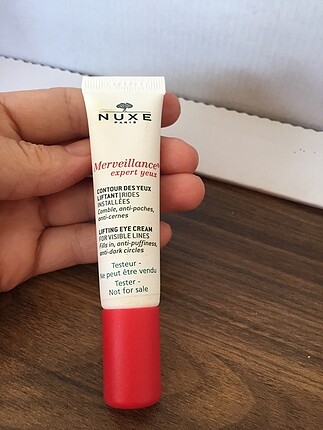 NUXE
PARIS
Merveillance
expert yeux
CONTOUR DES YEUX
LIFTANT|RIDES
INSTALLÉES
Comble, anti-poches,
anti-cernes
LIFTING EYE CREAM
FOR VISIBLE LINES
Fills in, anti-puffiness,
anti-dark circles
Testeur -
Ne peut être vendu
Tester -
Not for sale